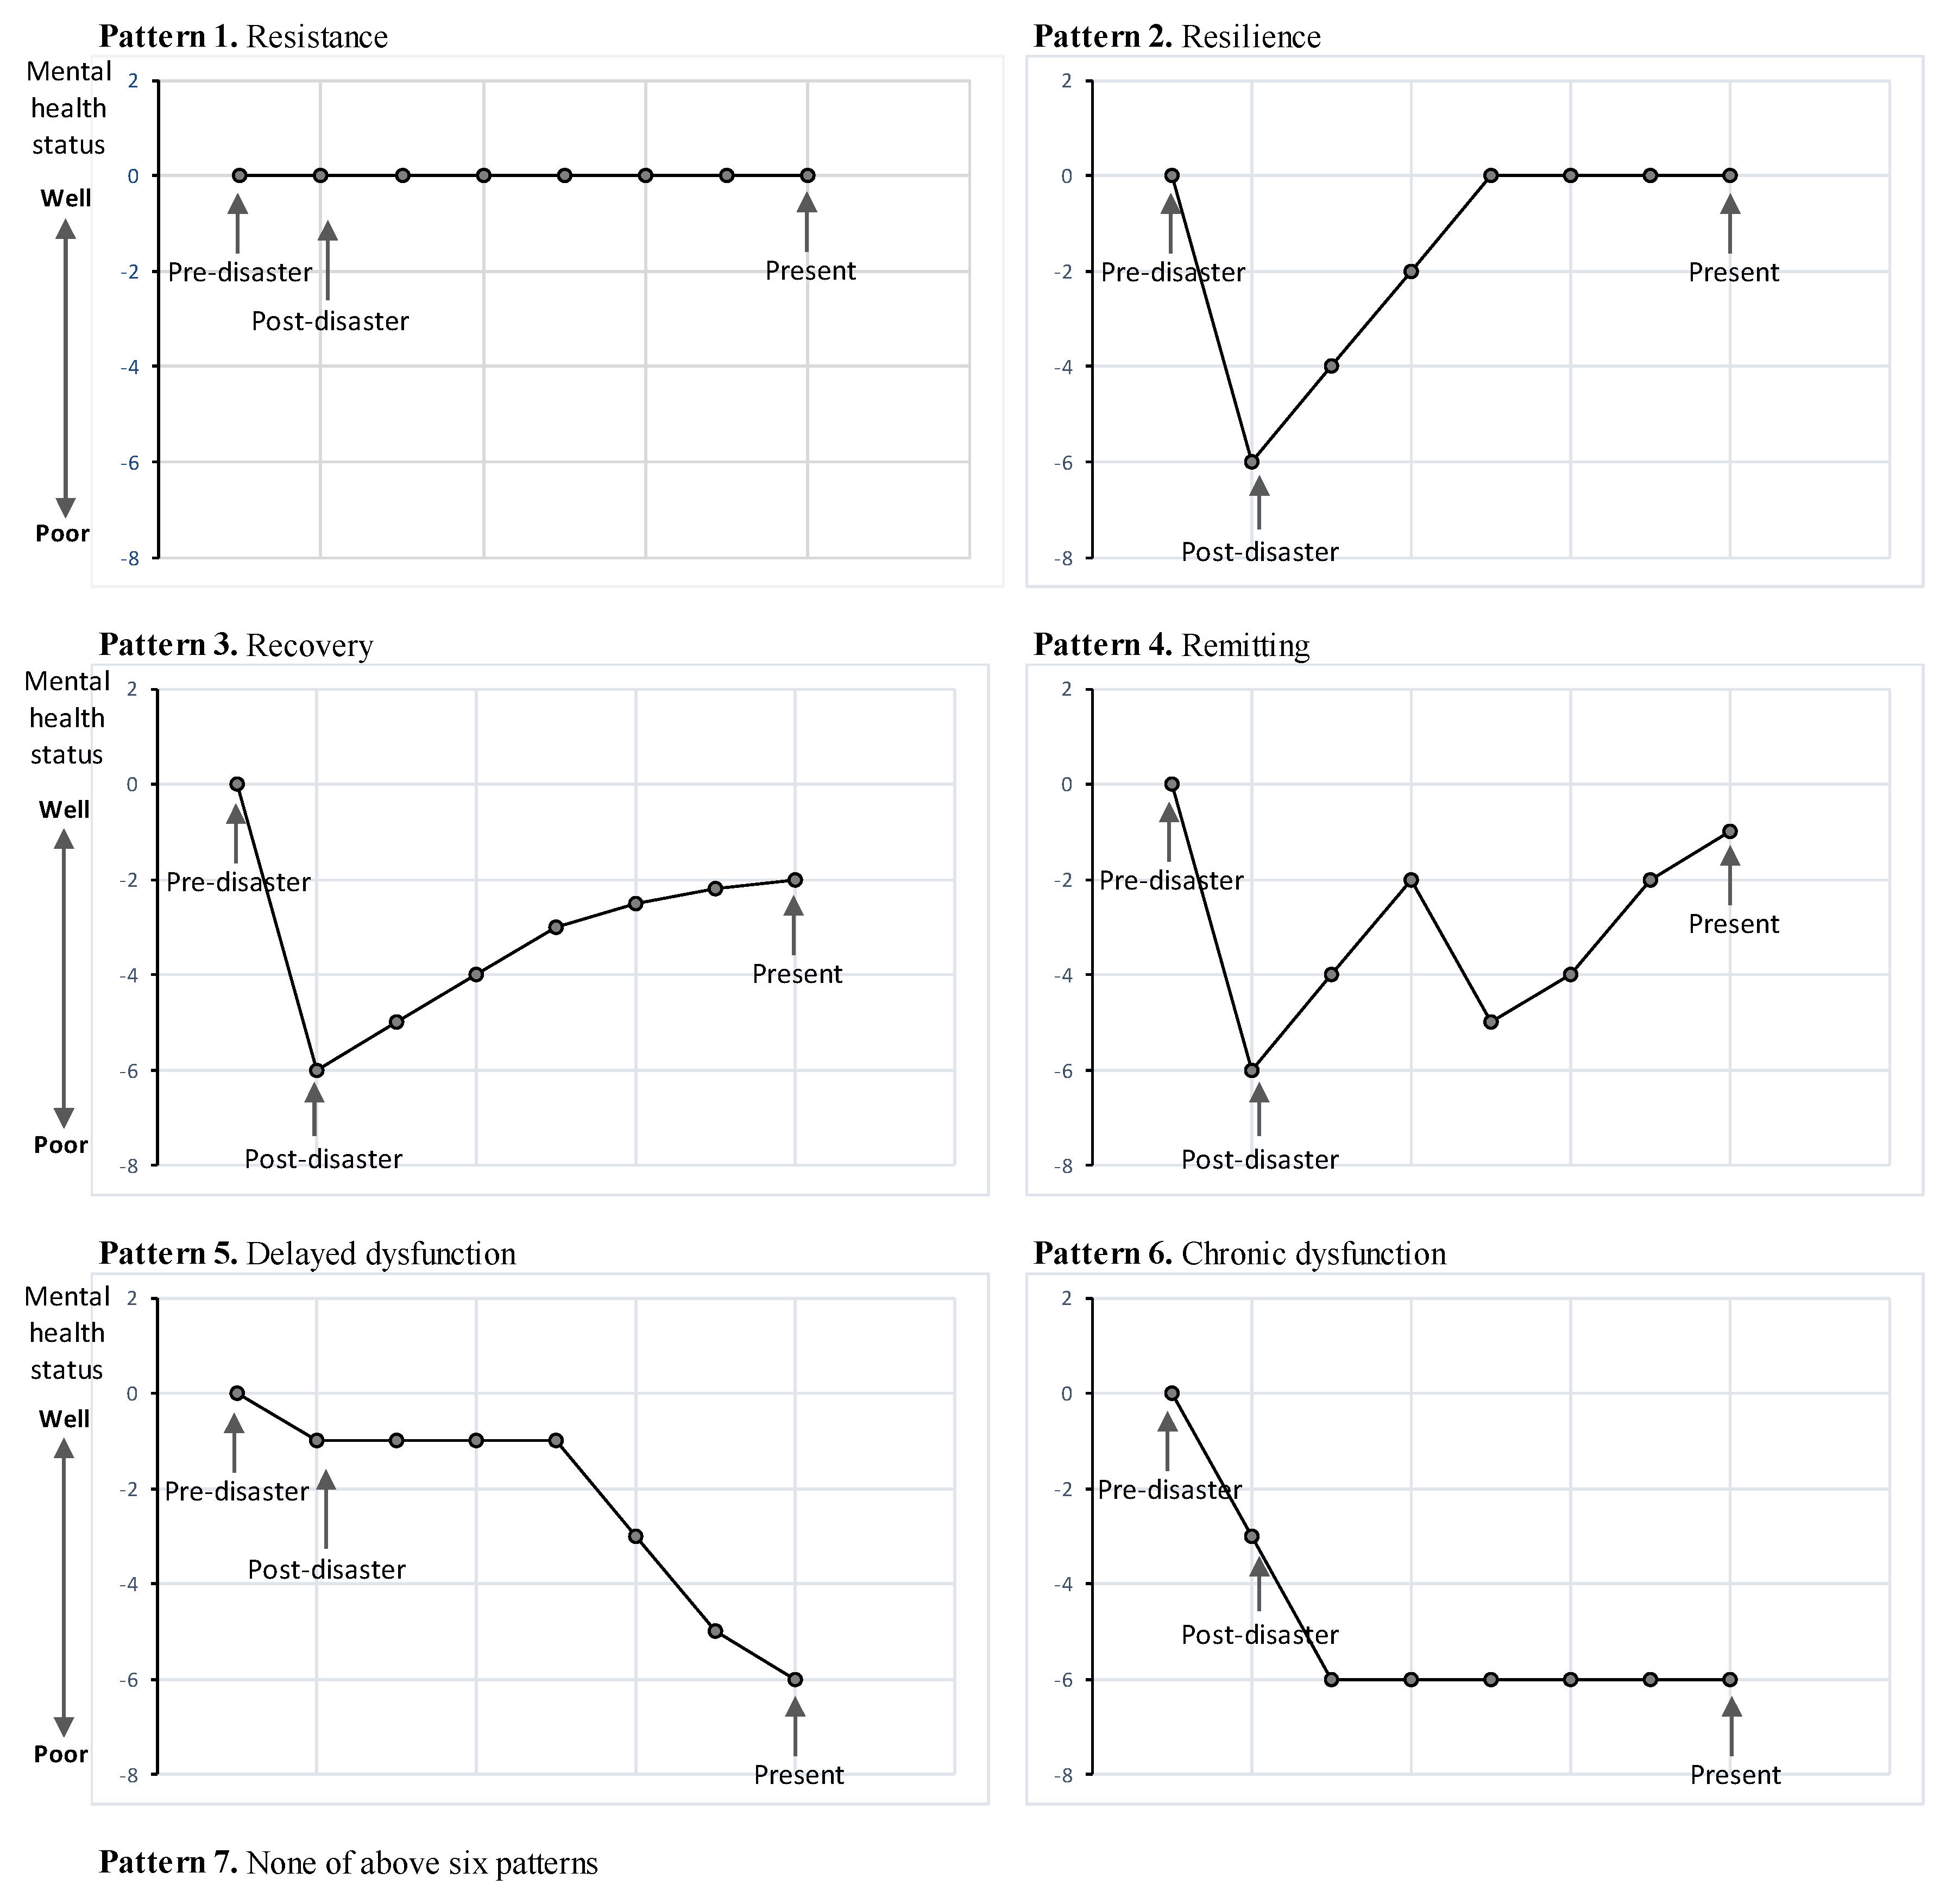 Pattern 1. Resistance
Mental
health
status
Well
Poor
2
0
-2
-4
-6
-8
Pre-disaster
Post-disaster
Present
Pattern 2. Resilience
2
0
-2
-4
-6
-8
Pre-disaster
Post-disaster
Present
Pattern 3. Recovery
Mental
health
status
Well
Poor
2
0
-2
-4
-6
-8
Pre-disaster
Post-disaster
Present
Pattern 4. Remitting
2
0
-2
-4
-6
-8
Pre-disaster
Post-disaster
Present
Pattern 5. Delayed dysfunction
Mental
health
status
Well
Poor
2
0
-2
-4
-6
-8
Pre-disaster
Post-disaster
Present
Pattern 6. Chronic dysfunction
2
0
-2
-4
-6
-8
Pre-disaster
Post-disaster
Present
Pattern 7. None of above six patterns